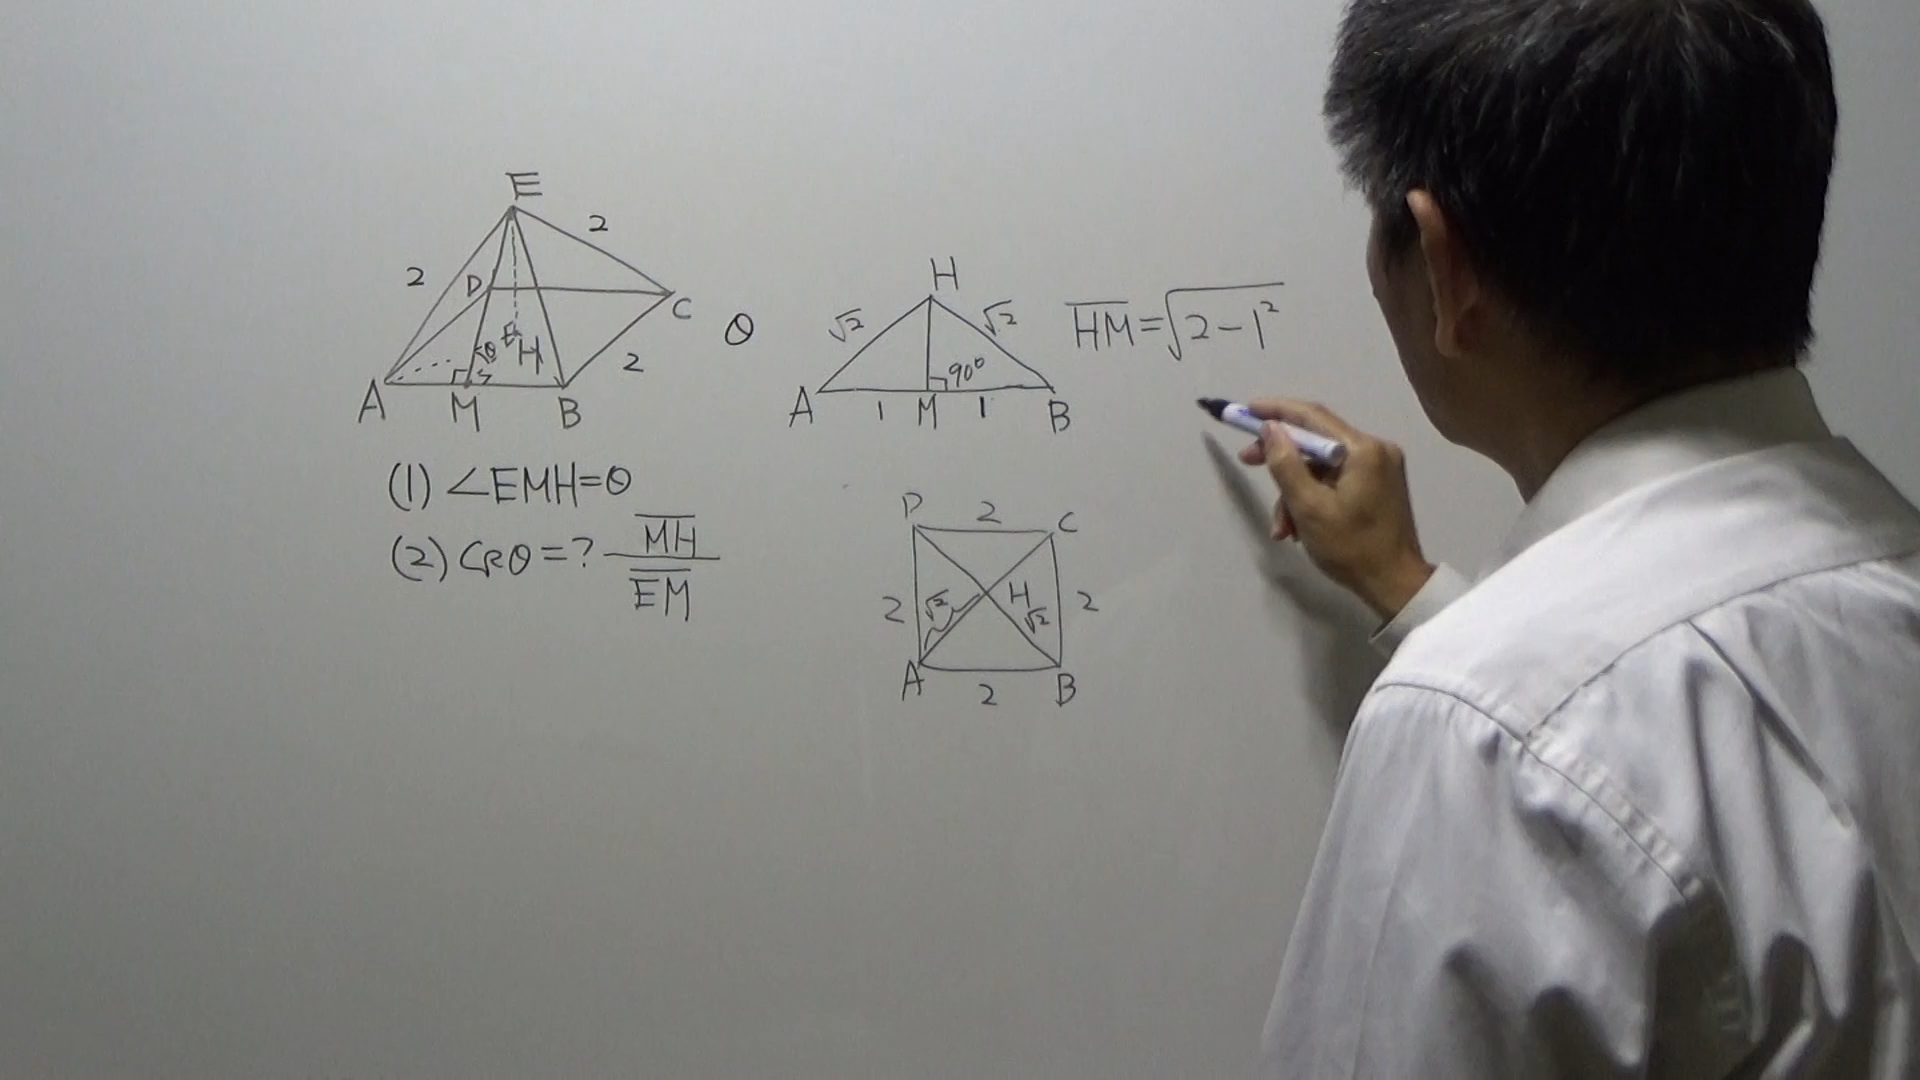 E
2
2
D
C
θ
H
2
A
M
B
θ
H
√2
√2
90°
A
1
M
1
B
HM=√2-1²
(1) ∠EMH=θ
(2) cosθ=? MH
EM
D
2
C
2
√2
H
√2
2
A
2
B